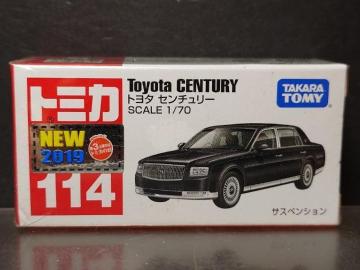 トミカ
NEW
2019
114
Toyota CENTURY
トヨタ センチュリー
SCALE 1/70
TAKARA
TOMY
サスペンション